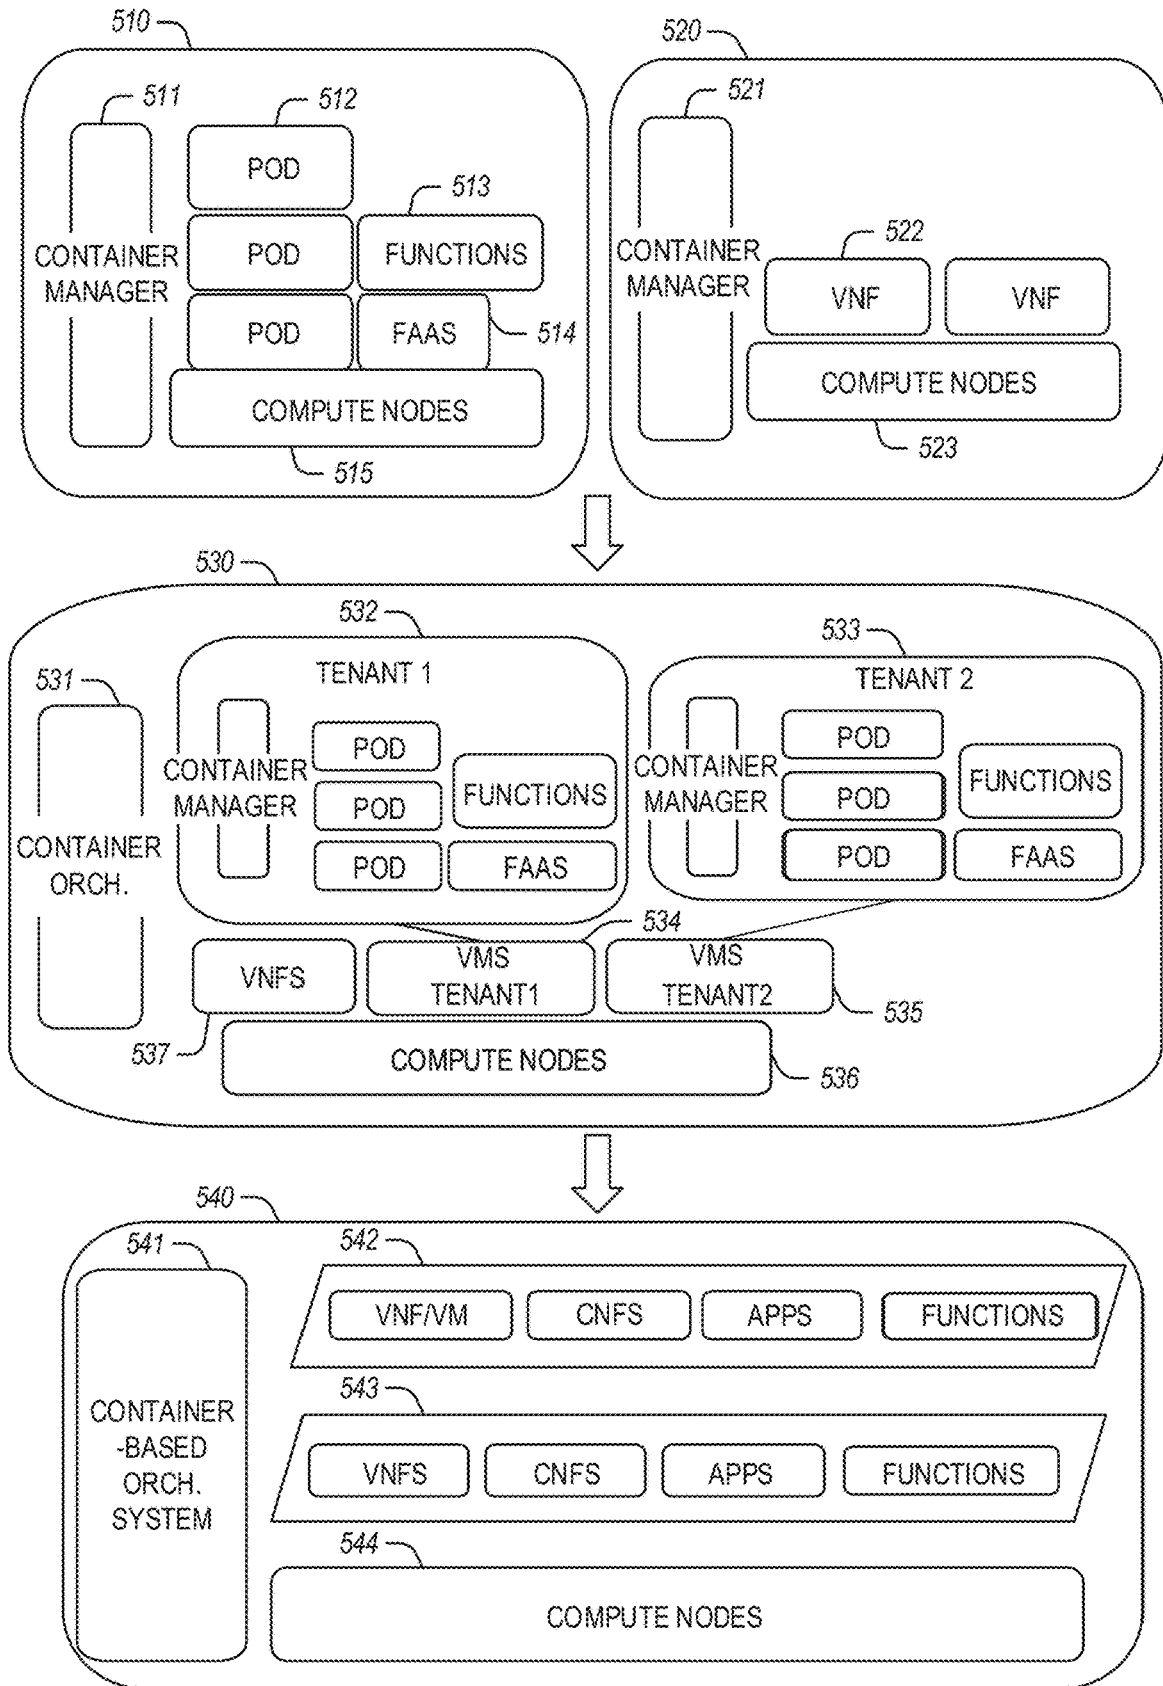 510
520
511
512
521
POD
513
CONTAINER
MANAGER
POD
FUNCTIONS
CONTAINER
MANAGER
522
VNF
VNF
POD
FAAS
514
COMPUTE NODES
COMPUTE NODES
515
523
530
532
533
531
TENANT 1
TENANT 2
CONTAINER
MANAGER
POD
POD
POD
FUNCTIONS
FAAS
CONTAINER
MANAGER
POD
POD
POD
FUNCTIONS
FAAS
CONTAINER
ORCH.
534
VNFS
VMS
TENANT1
VMS
TENANT2
535
537
COMPUTE NODES
536
540
541
542
VNF/VM
CNFS
APPS
FUNCTIONS
543
CONTAINER
-BASED
ORCH.
SYSTEM
VNFS
CNFS
APPS
FUNCTIONS
544
COMPUTE NODES